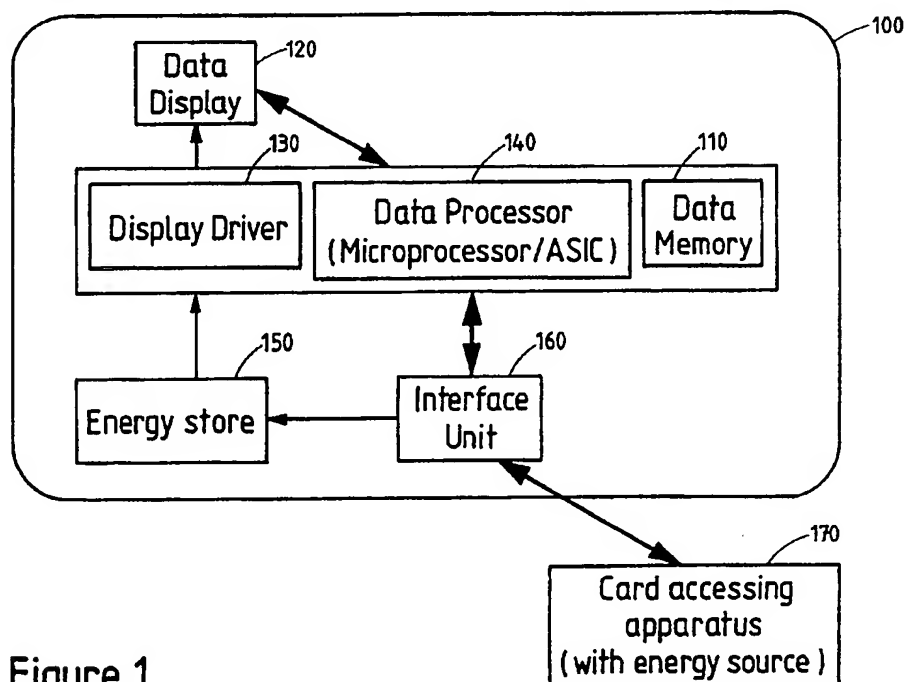 100
120
Data
Display
130
140
110
Display Driver
Data Processor
(Microprocessor/ASIC)
Data
Memory
150
160
Energy store
Interface
Unit
170
Card accessing
apparatus
(with energy source)
Figure 1